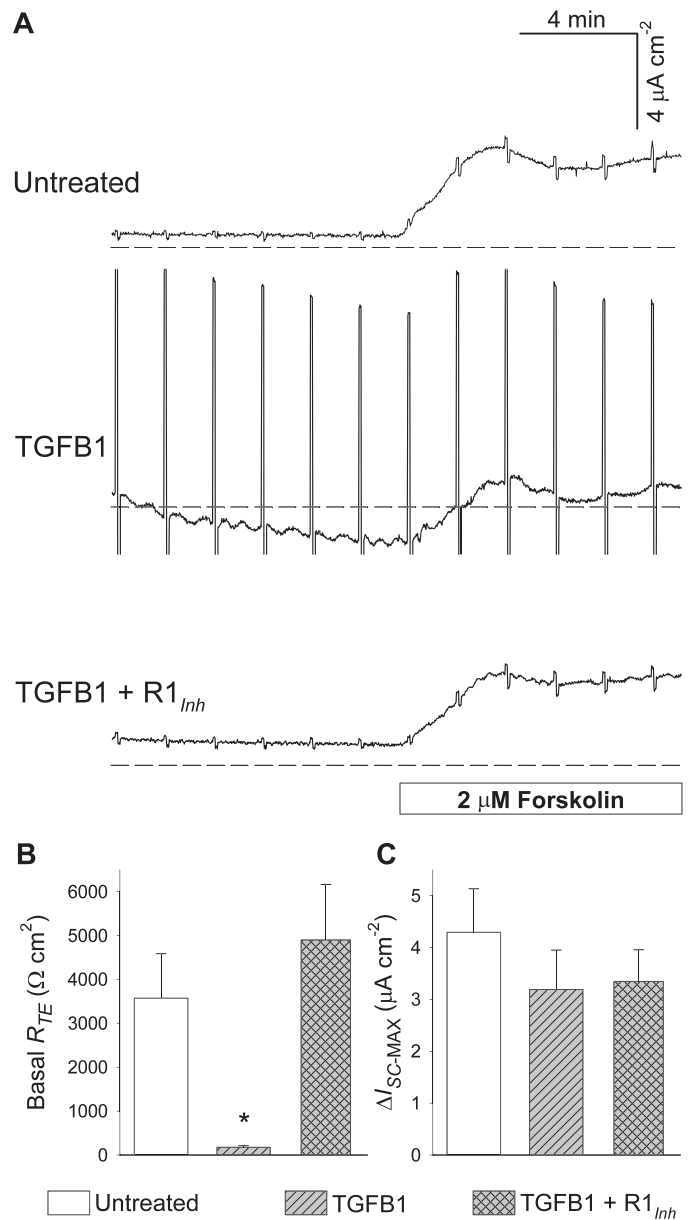 A
4 min
4 μA cm-2
Untreated
TGFB1
TGFB1 + R1Inh
2 μM Forskolin
B
Basal RTE (Ω cm2)
6000
5000
4000
3000
2000
1000
0
*
C
ΔISC-MAX (μA cm-2)
5
4
3
2
1
0
Untreated
TGFB1
TGFB1 + R1Inh